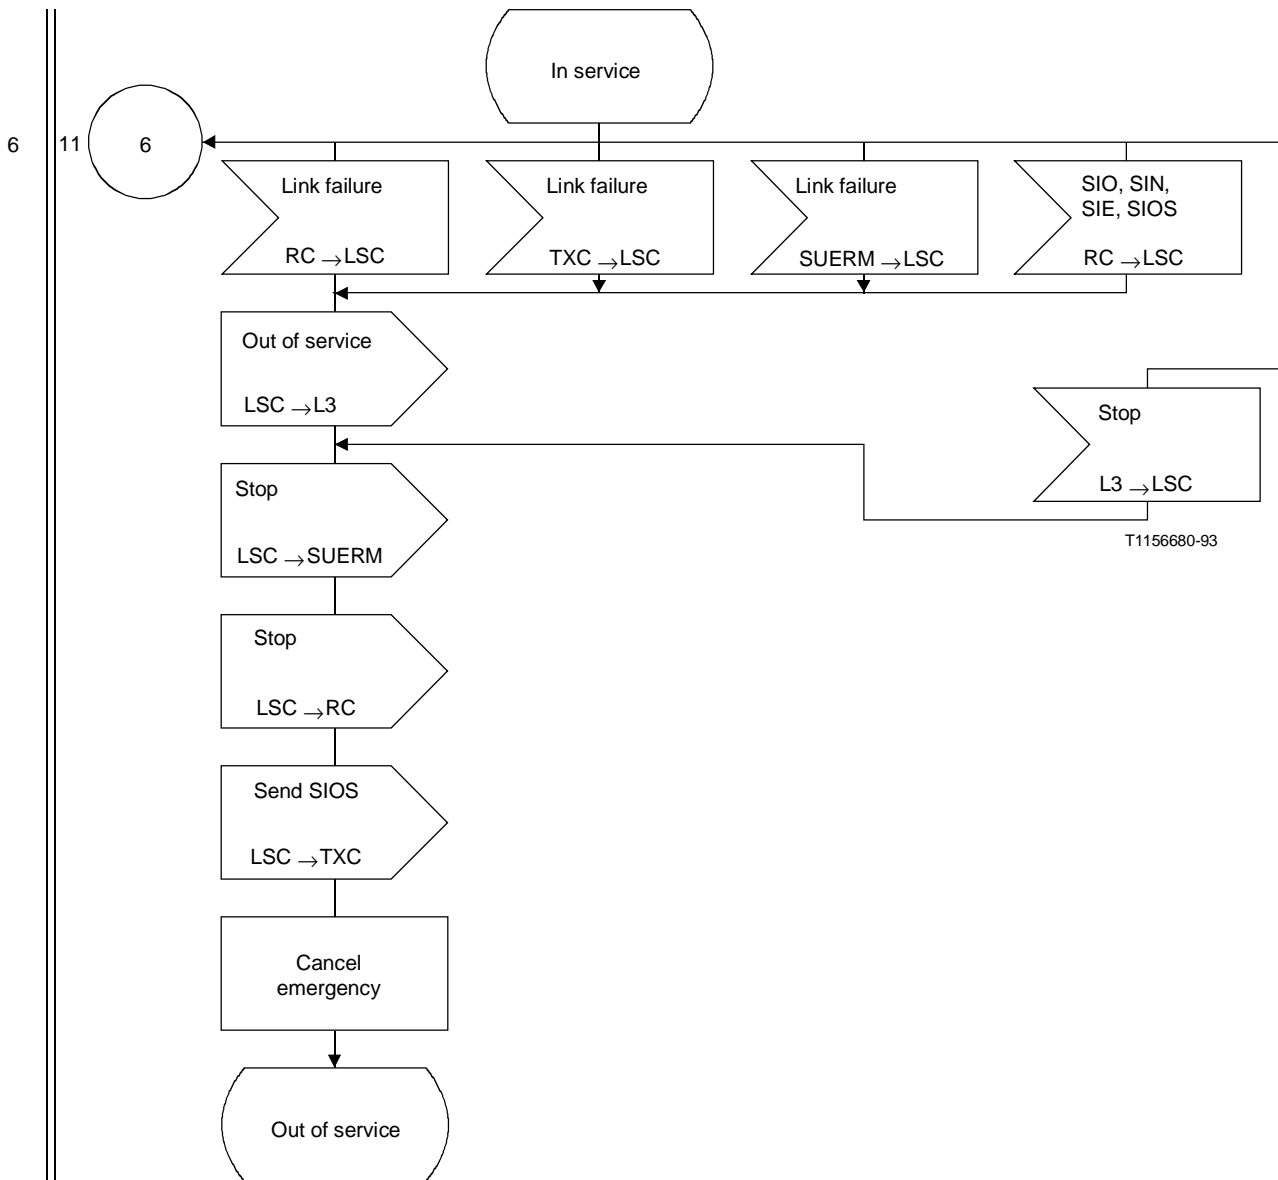 In service
6
11
6
Link failure
RC →LSC
Link failure
TXC →LSC
Link failure
SUERM →LSC
SIO, SIN,
SIE, SIOS
RC →LSC
Out of service
LSC →L3
Stop
L3 →LSC
T1156680-93
Stop
LSC →SUERM
Stop
LSC →RC
Send SIOS
LSC →TXC
Cancel
emergency
Out of service